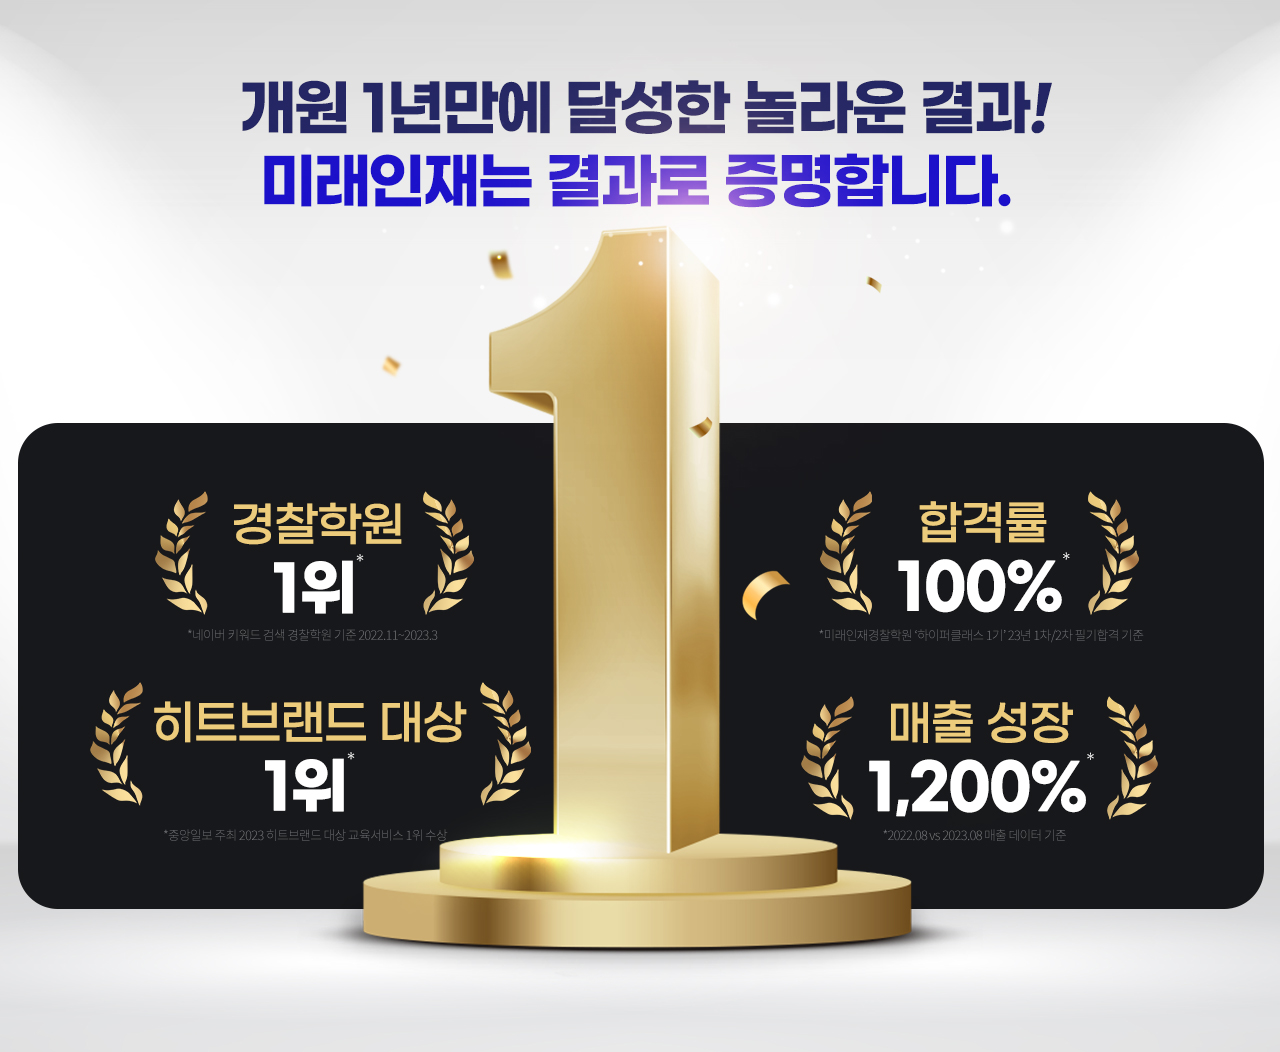 개원 1년만에 달성한 놀라운 결과!
미래인재는 결과로 증명합니다.
경찰학원
1위*
*네이버 키워드 검색 경찰학원 기준 2022.11~2023.3
합격률
100%*
*미래인재경찰학원 '하이퍼클래스 1기' 23년 1차/2차 필기합격 기준
히트브랜드 대상
1위*
*중앙일보 주최 2023 히트브랜드 대상 교육서비스 1위 수상
매출 성장
1,200%*
*2022.08 vs 2023.08 매출 데이터 기준
1